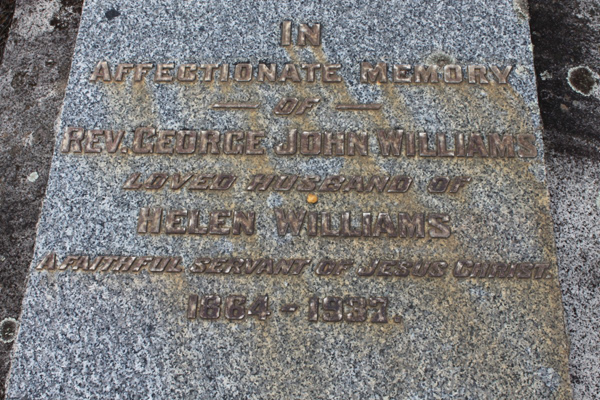 IN
AFFECTIONATE MEMORY
— OF —
REV. GEORGE JOHN WILLIAMS
LOVED HUSBAND OF
HELEN WILLIAMS
A FAITHFUL SERVANT OF JESUS CHRIST.
1864 - 1937.